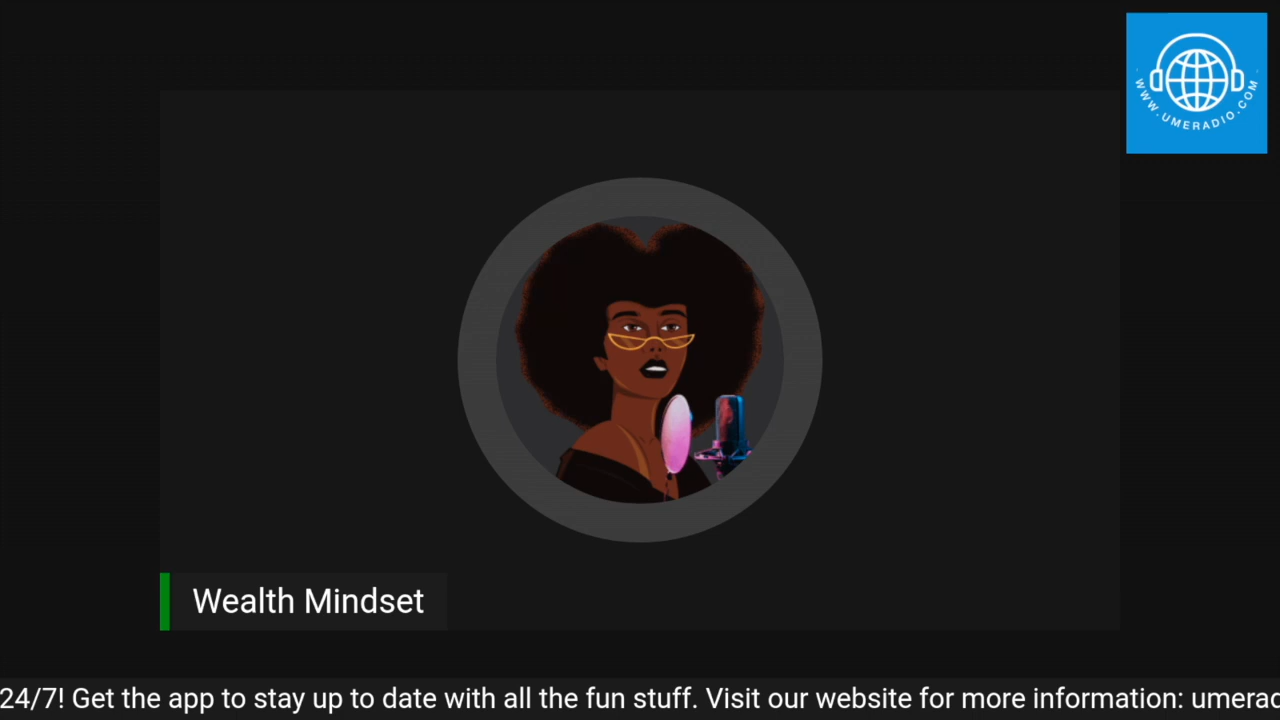 WWW.UMERADIO.COM
Wealth Mindset
24/7! Get the app to stay up to date with all the fun stuff. Visit our website for more information: umerad